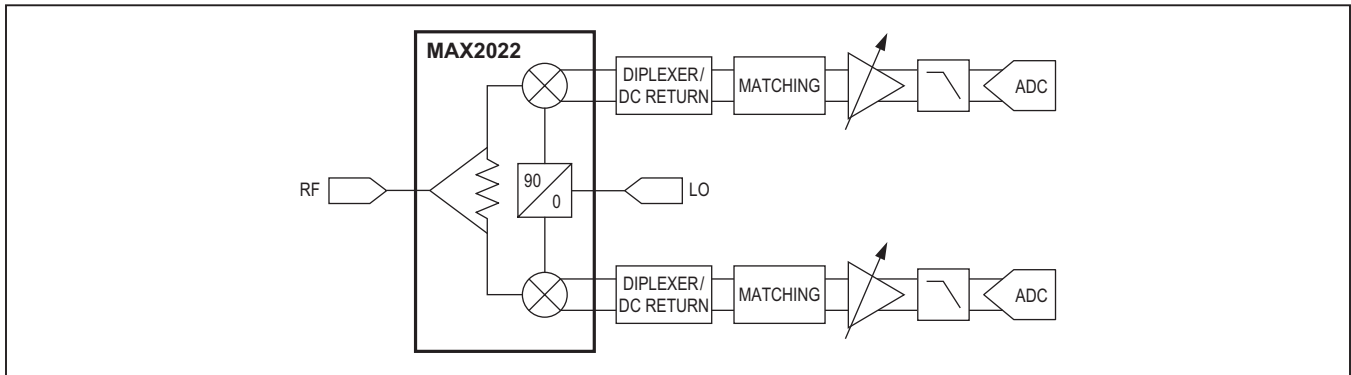 MAX2022
DIPLEXER/
DC RETURN
MATCHING
ADC
RF
90
0
LO
DIPLEXER/
DC RETURN
MATCHING
ADC